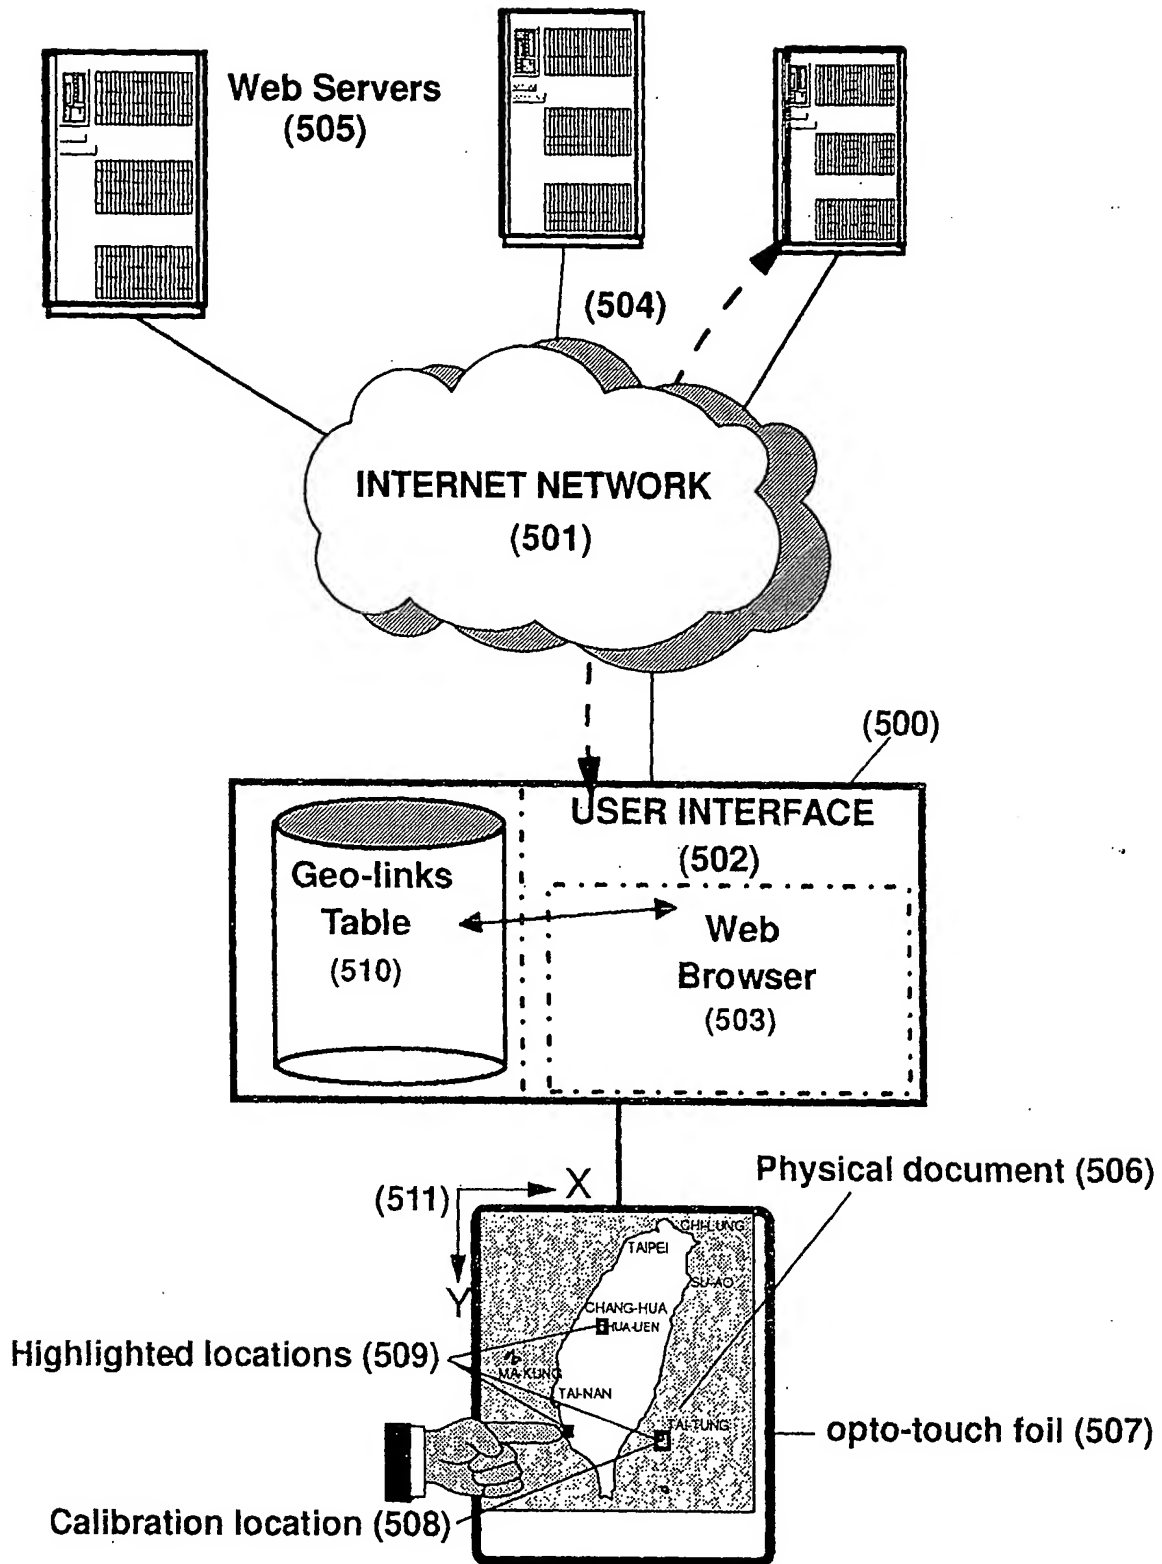 Web Servers
(505)
(504)
INTERNET NETWORK
(501)
(500)
USER INTERFACE
(502)
Geo-links
Table
(510)
Web
Browser
(503)
Physical document (506)
(511)
X
Y
CHI-LUNG
TAIPEI
SU-AO
CHANG-HUA
HUA-LIEN
Highlighted locations (509)
MA-KUNG
TAI-NAN
TAI-TUNG
opto-touch foil (507)
Calibration location (508)